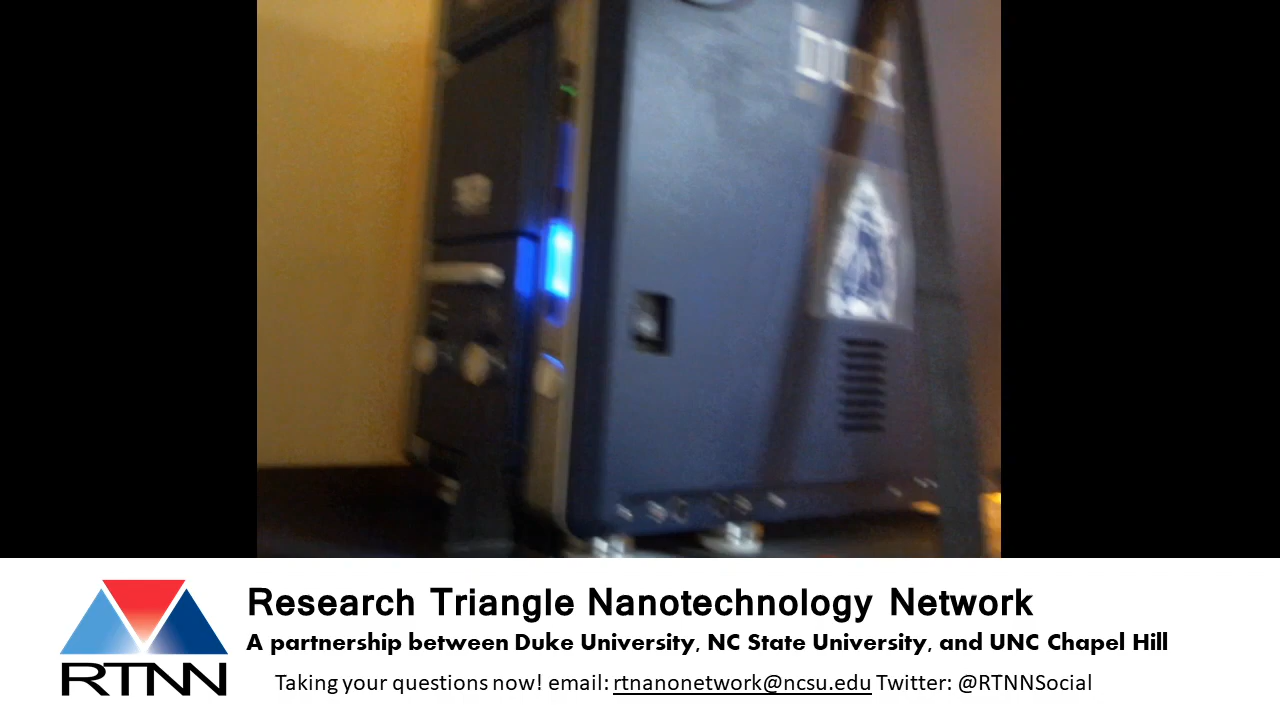 DUK
RTNN
Research Triangle Nanotechnology Network
A partnership between Duke University, NC State University, and UNC Chapel Hill
Taking your questions now! email: rtnanonetwork@ncsu.edu Twitter: @RTNNSocial